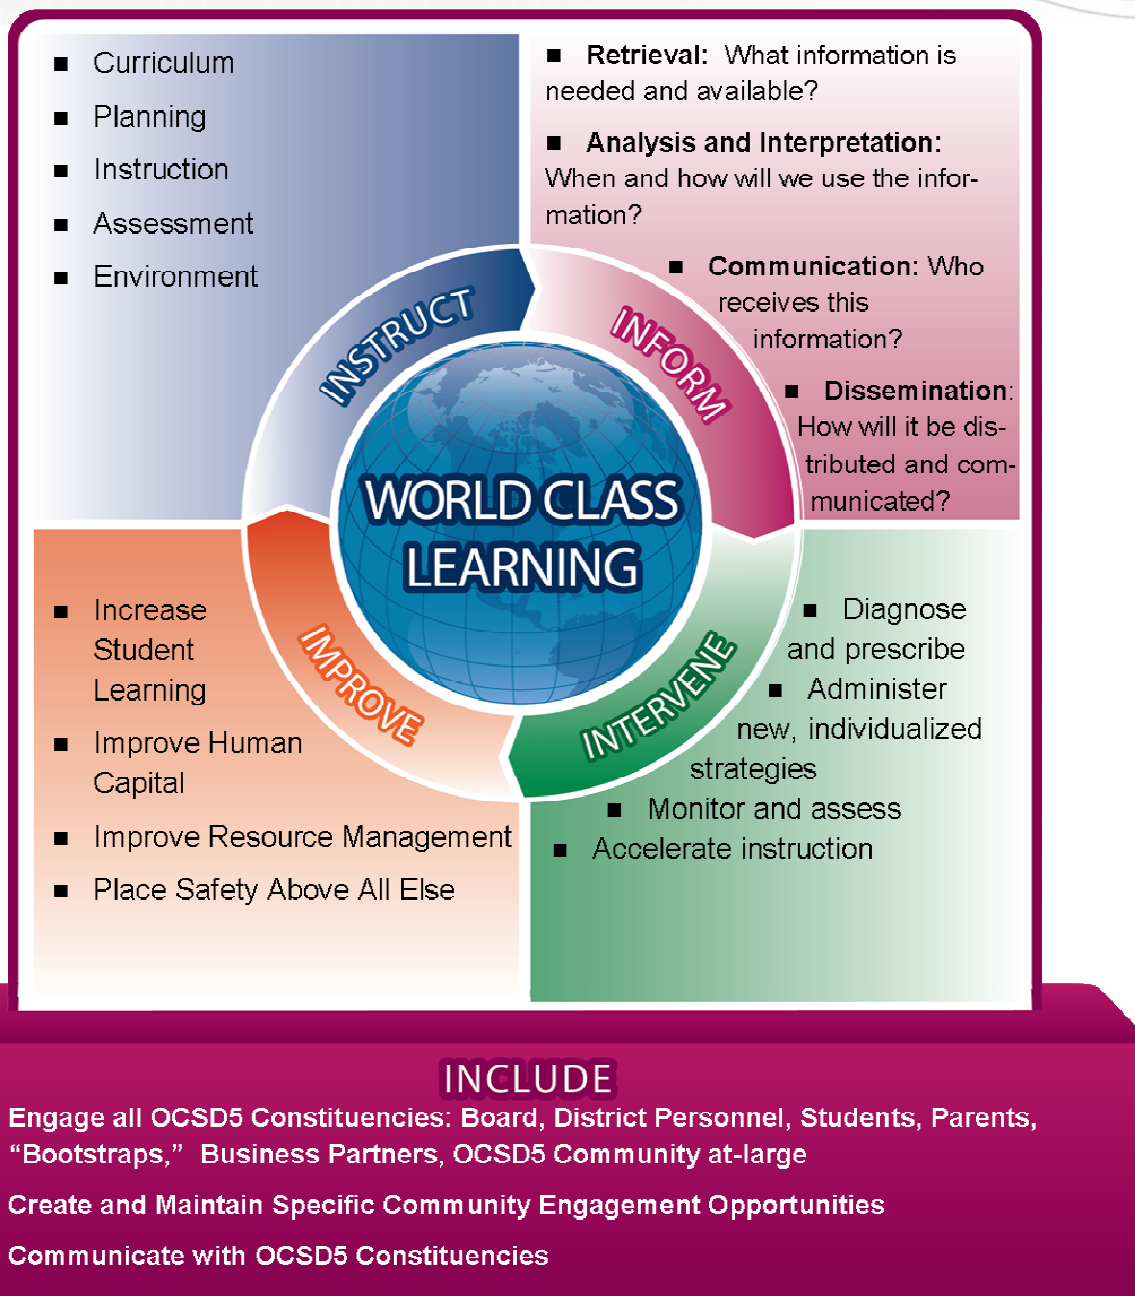 ■ Curriculum
■ Planning
■ Instruction
■ Assessment
■ Environment
■ Retrieval: What information is
needed and available?
■ Analysis and Interpretation:
When and how will we use the infor-
mation?
■ Communication: Who
receives this
information?
■ Dissemination:
How will it be dis-
tributed and com-
municated?
INSTRUCT
INFORM
WORLD CLASS
LEARNING
IMPROVE
INTERVENE
■ Increase
Student
Learning
■ Improve Human
Capital
■ Improve Resource Management
■ Place Safety Above All Else
■ Diagnose
and prescribe
■ Administer
new, individualized
strategies
■ Monitor and assess
■ Accelerate instruction
INCLUDE
Engage all OCSD5 Constituencies: Board, District Personnel, Students, Parents,
“Bootstraps,” Business Partners, OCSD5 Community at-large
Create and Maintain Specific Community Engagement Opportunities
Communicate with OCSD5 Constituencies